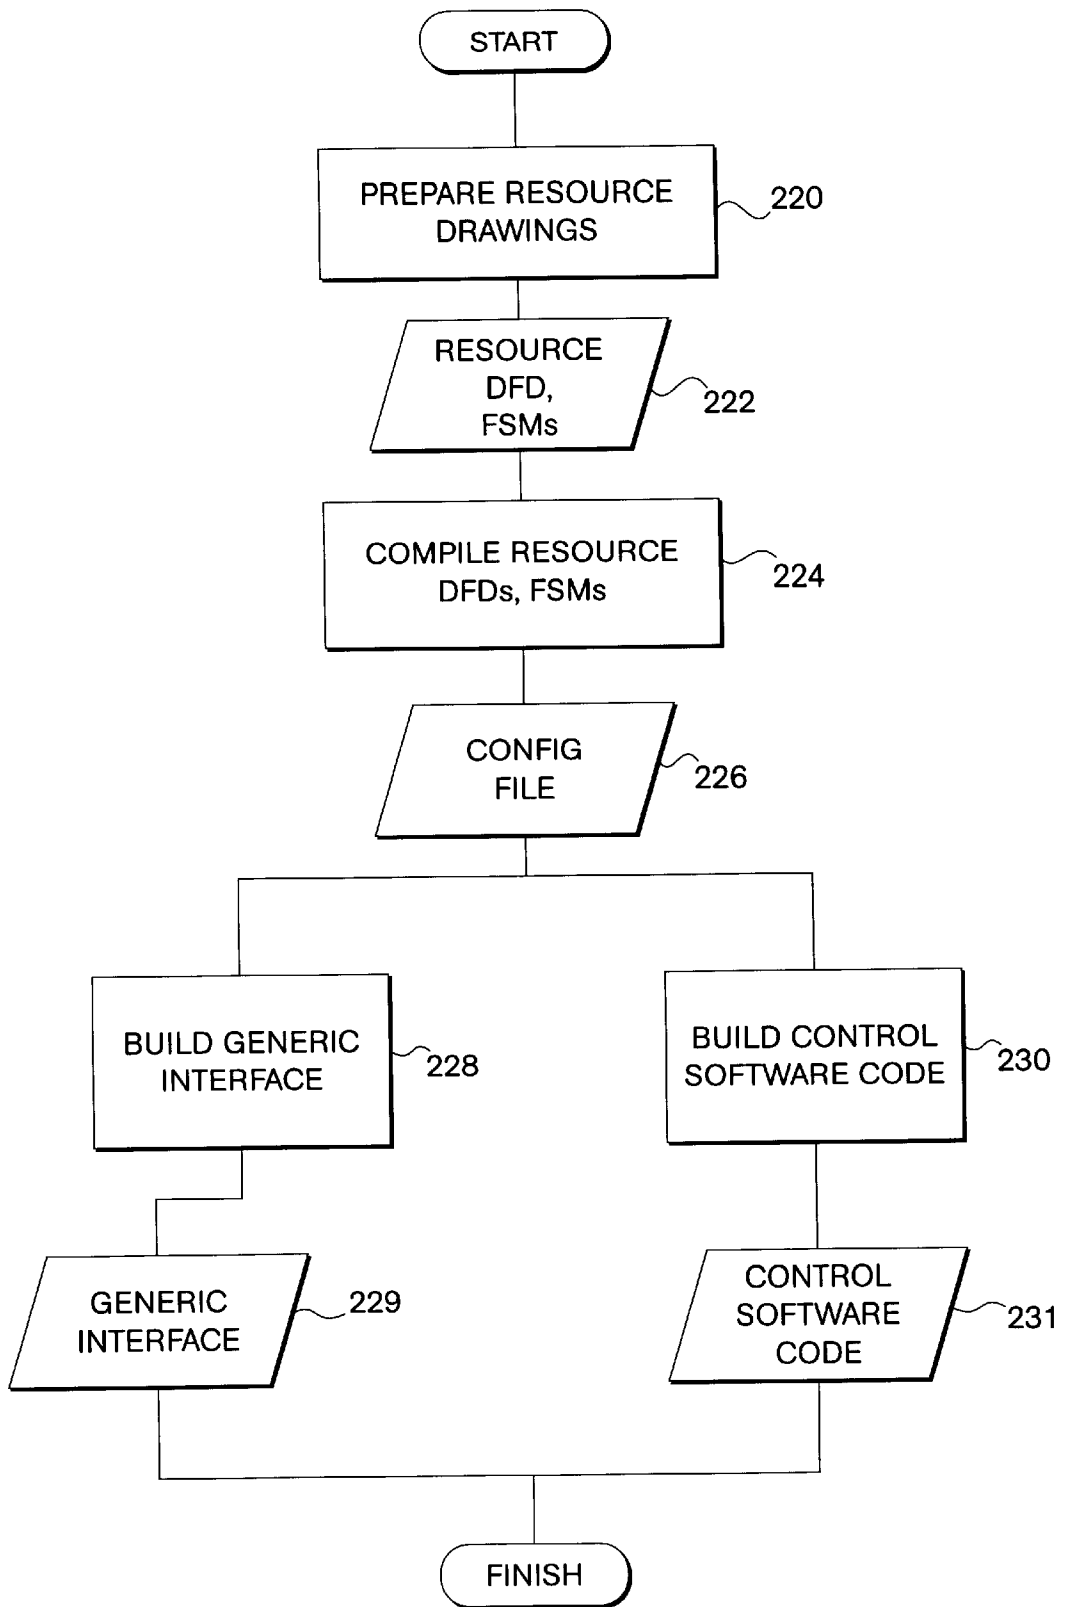 START
PREPARE RESOURCE
DRAWINGS
220
RESOURCE
DFD,
FSMs
222
COMPILE RESOURCE
DFDs, FSMs
224
CONFIG
FILE
226
BUILD GENERIC
INTERFACE
228
BUILD CONTROL
SOFTWARE CODE
230
GENERIC
INTERFACE
229
CONTROL
SOFTWARE
CODE
231
FINISH